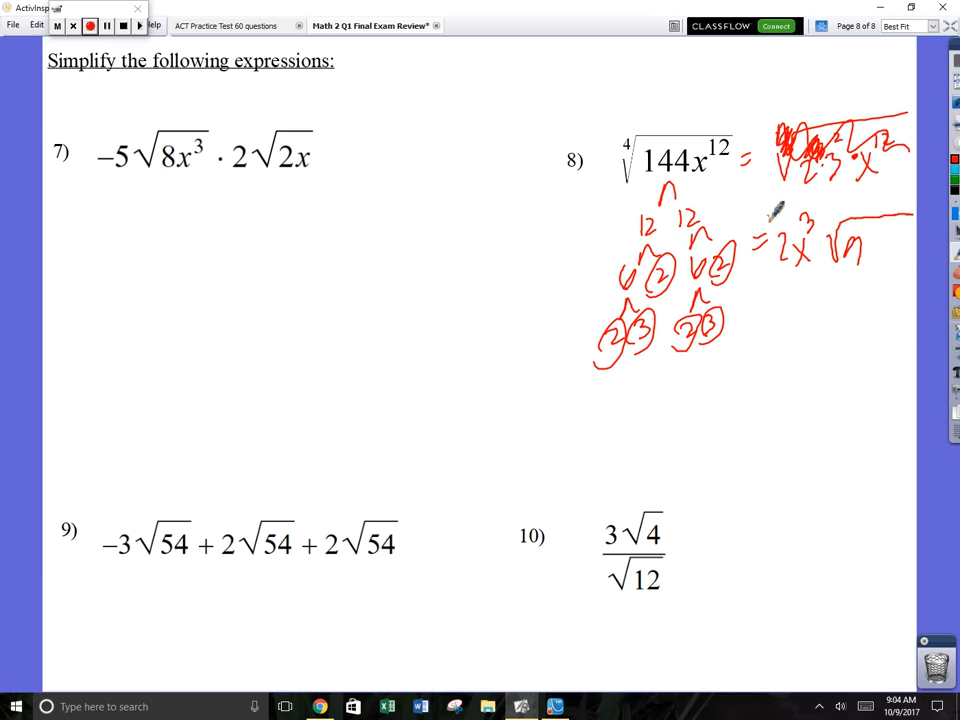 ActivInsp
File Edit Help ACT Practice Test 60 questions Math 2 Q1 Final Exam Review* CLASSFLOW Connect Page 8 of 8 Best Fit
M
Simplify the following expressions:
7) −5√8x³ · 2√2x
8) ∜144x¹² =
12 12
= 2x³ √9
6 2 6 2
2 3 2 3
9) −3√54 + 2√54 + 2√54
10) 3√4 / √12
Type here to search
9:04 AM
10/9/2017